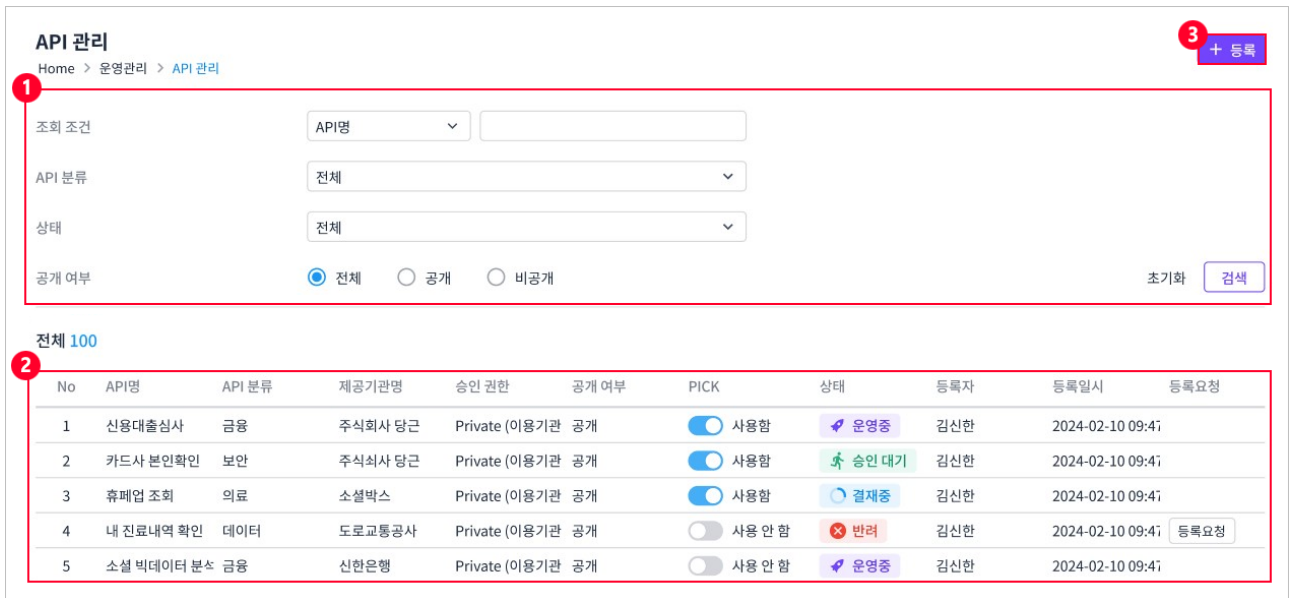 API 관리
3
+ 등록
Home > 운영관리 > API 관리
1
조회 조건 API명
API 분류 전체
상태 전체
공개 여부 전체 공개 비공개 초기화 검색
전체 100
2
No API명 API 분류 제공기관명 승인 권한 공개 여부 PICK 상태 등록자 등록일시 등록요청
1 신용대출심사 금융 주식회사 당근 Private (이용기관 공개 사용함 운영중 김신한 2024-02-10 09:47
2 카드사 본인확인 보안 주식쇠사 당근 Private (이용기관 공개 사용함 승인 대기 김신한 2024-02-10 09:47
3 휴폐업 조회 의료 소셜박스 Private (이용기관 공개 사용함 결재중 김신한 2024-02-10 09:47
4 내 진료내역 확인 데이터 도로교통공사 Private (이용기관 공개 사용 안 함 반려 김신한 2024-02-10 09:47 등록요청
5 소셜 빅데이터 분석 금융 신한은행 Private (이용기관 공개 사용 안 함 운영중 김신한 2024-02-10 09:47